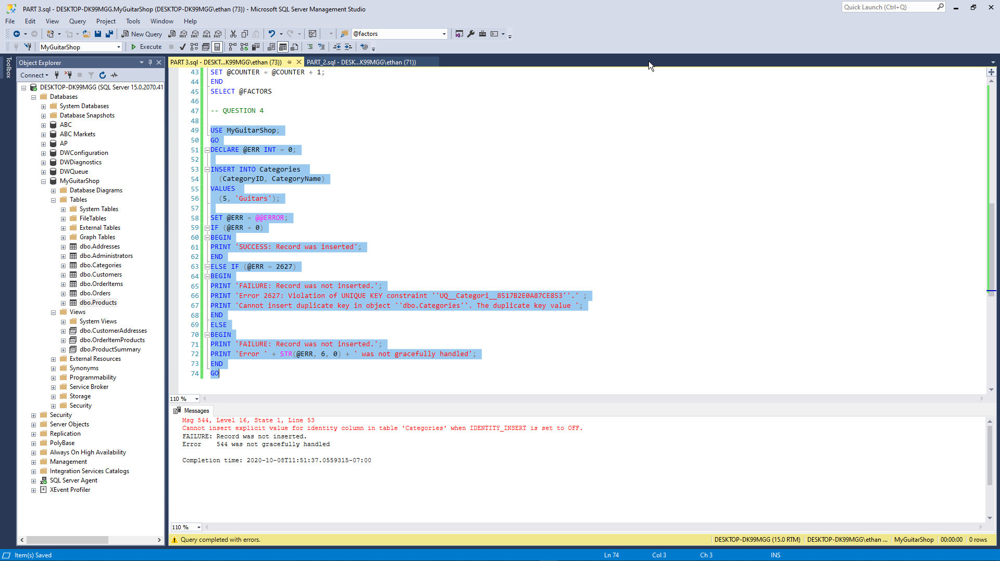 PART 3.sql - DESKTOP-DK99MGG.MyGuitarShop (DESKTOP-DK99MGG\ethan (73)) - Microsoft SQL Server Management Studio
Quick Launch (Ctrl+Q)
File Edit View Query Project Tools Window Help
New Query
MDX DMX XMLA DAX
@factors
MyGuitarShop
Execute
Toolbox
Object Explorer
Connect
DESKTOP-DK99MGG (SQL Server 15.0.2070.41
Databases
System Databases
Database Snapshots
ABC
ABC Markets
AP
DWConfiguration
DWDiagnostics
DWQueue
MyGuitarShop
Database Diagrams
Tables
System Tables
FileTables
External Tables
Graph Tables
dbo.Addresses
dbo.Administrators
dbo.Categories
dbo.Customers
dbo.OrderItems
dbo.Orders
dbo.Products
Views
System Views
dbo.CustomerAddresses
dbo.OrderItemProducts
dbo.ProductSummary
External Resources
Synonyms
Programmability
Service Broker
Storage
Security
Security
Server Objects
Replication
PolyBase
Always On High Availability
Management
Integration Services Catalogs
SQL Server Agent
XEvent Profiler
PART 3.sql - DESKT...K99MGG\ethan (73))
PART_2.sql - DESK...K99MGG\ethan (71))
43 SET @COUNTER = @COUNTER + 1;
44 END
45 SELECT @FACTORS
46
47 -- QUESTION 4
48
49 USE MyGuitarShop;
50 GO
51 DECLARE @ERR INT = 0;
52
53 INSERT INTO Categories
54 (CategoryID, CategoryName)
55 VALUES
56 (5, 'Guitars');
57
58 SET @ERR = @@ERROR;
59 IF (@ERR = 0)
60 BEGIN
61 PRINT 'SUCCESS: Record was inserted';
62 END
63 ELSE IF (@ERR = 2627)
64 BEGIN
65 PRINT 'FAILURE: Record was not inserted.';
66 PRINT 'Error 2627: Violation of UNIQUE KEY constraint ''UQ__Categori__8517B2E0A87CE853''.' ;
67 PRINT 'Cannot insert duplicate key in object ''dbo.Categories''. The duplicate key value ';
68 END
69 ELSE
70 BEGIN
71 PRINT 'FAILURE: Record was not inserted.';
72 PRINT 'Error ' + STR(@ERR, 6, 0) + ' was not gracefully handled';
73 END
74 GO
110 %
Messages
Msg 544, Level 16, State 1, Line 53
Cannot insert explicit value for identity column in table 'Categories' when IDENTITY_INSERT is set to OFF.
FAILURE: Record was not inserted.
Error    544 was not gracefully handled
Completion time: 2020-10-08T11:51:37.0559315-07:00
110 %
Query completed with errors.
DESKTOP-DK99MGG (15.0 RTM) DESKTOP-DK99MGG\ethan ... MyGuitarShop 00:00:00 0 rows
Item(s) Saved
Ln 74 Col 3 Ch 3 INS